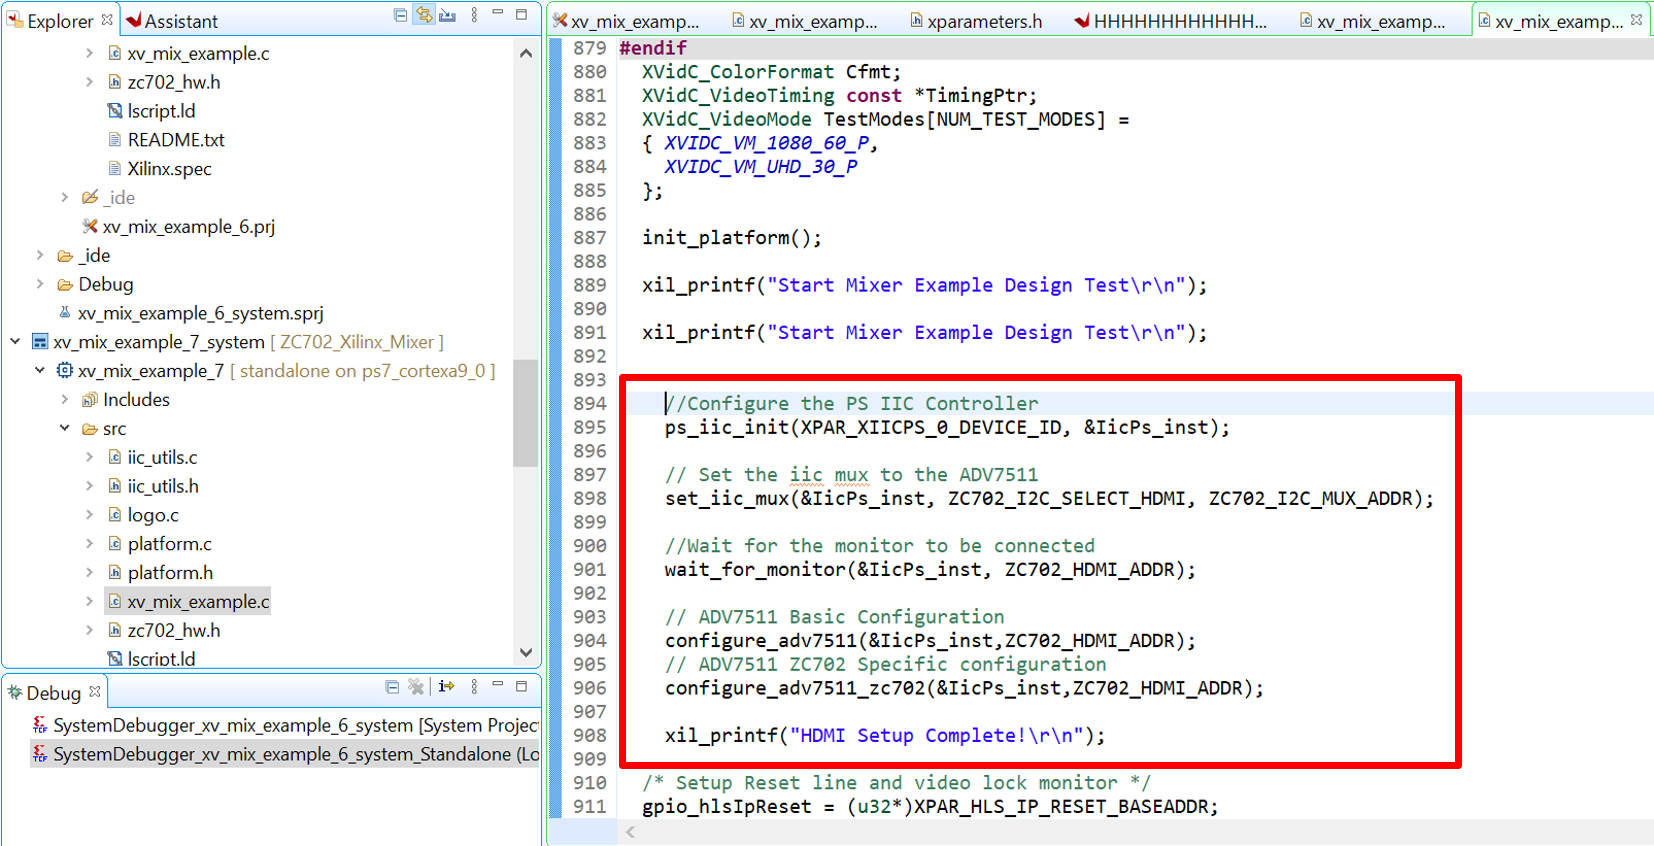 Explorer
Assistant
xv_mix_example.c
zc702_hw.h
lscript.ld
README.txt
Xilinx.spec
_ide
xv_mix_example_6.prj
_ide
Debug
xv_mix_example_6_system.sprj
xv_mix_example_7_system [ ZC702_Xilinx_Mixer ]
xv_mix_example_7 [ standalone on ps7_cortexa9_0 ]
Includes
src
iic_utils.c
iic_utils.h
logo.c
platform.c
platform.h
xv_mix_example.c
zc702_hw.h
lscript.ld
Debug
SystemDebugger_xv_mix_example_6_system [System Projec
SystemDebugger_xv_mix_example_6_system_Standalone (Lo
xv_mix_examp...
xv_mix_examp...
xparameters.h
HHHHHHHHHHHH...
xv_mix_examp...
xv_mix_examp...
879 #endif
880 XVidC_ColorFormat Cfmt;
881 XVidC_VideoTiming const *TimingPtr;
882 XVidC_VideoMode TestModes[NUM_TEST_MODES] =
883 { XVIDC_VM_1080_60_P,
884 XVIDC_VM_UHD_30_P
885 };
886
887 init_platform();
888
889 xil_printf("Start Mixer Example Design Test\r\n");
890
891 xil_printf("Start Mixer Example Design Test\r\n");
892
893
894 //Configure the PS IIC Controller
895 ps_iic_init(XPAR_XIICPS_0_DEVICE_ID, &IicPs_inst);
896
897 // Set the iic mux to the ADV7511
898 set_iic_mux(&IicPs_inst, ZC702_I2C_SELECT_HDMI, ZC702_I2C_MUX_ADDR);
899
900 //Wait for the monitor to be connected
901 wait_for_monitor(&IicPs_inst, ZC702_HDMI_ADDR);
902
903 // ADV7511 Basic Configuration
904 configure_adv7511(&IicPs_inst,ZC702_HDMI_ADDR);
905 // ADV7511 ZC702 Specific configuration
906 configure_adv7511_zc702(&IicPs_inst,ZC702_HDMI_ADDR);
907
908 xil_printf("HDMI Setup Complete!\r\n");
909
910 /* Setup Reset line and video lock monitor */
911 gpio_hlsIpReset = (u32*)XPAR_HLS_IP_RESET_BASEADDR;